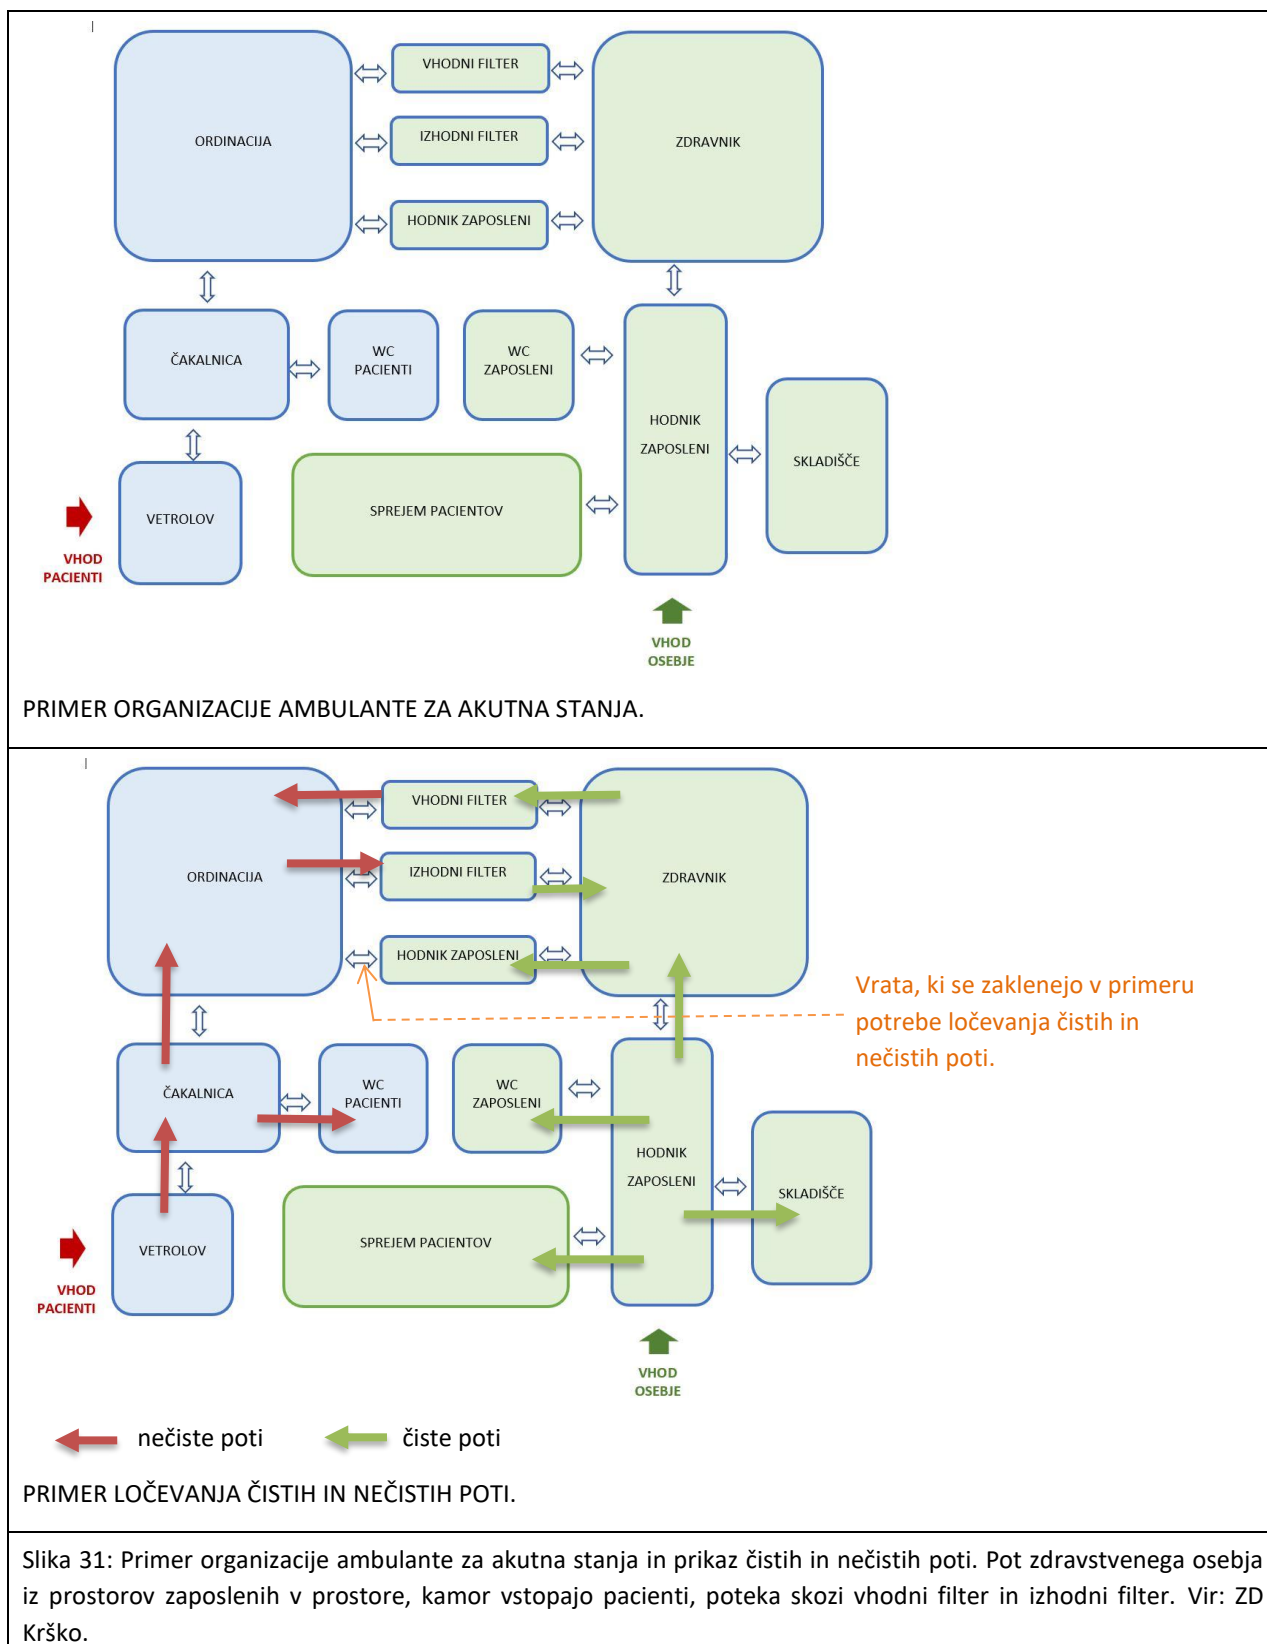 VHODNI FILTER
ORDINACIJA
IZHODNI FILTER
ZDRAVNIK
HODNIK ZAPOSLENI
ČAKALNICA
WC
PACIENTI
WC
ZAPOSLENI
HODNIK
ZAPOSLENI
SKLADIŠČE
VETROLOV
SPREJEM PACIENTOV
VHOD
PACIENTI
VHOD
OSEBJE
PRIMER ORGANIZACIJE AMBULANTE ZA AKUTNA STANJA.
VHODNI FILTER
ORDINACIJA
IZHODNI FILTER
ZDRAVNIK
HODNIK ZAPOSLENI
Vrata, ki se zaklenejo v primeru
potrebe ločevanja čistih in
nečistih poti.
ČAKALNICA
WC
PACIENTI
WC
ZAPOSLENI
HODNIK
ZAPOSLENI
SKLADIŠČE
VETROLOV
SPREJEM PACIENTOV
VHOD
PACIENTI
VHOD
OSEBJE
nečiste poti
čiste poti
PRIMER LOČEVANJA ČISTIH IN NEČISTIH POTI.
Slika 31: Primer organizacije ambulante za akutna stanja in prikaz čistih in nečistih poti. Pot zdravstvenega osebja
iz prostorov zaposlenih v prostore, kamor vstopajo pacienti, poteka skozi vhodni filter in izhodni filter. Vir: ZD
Krško.